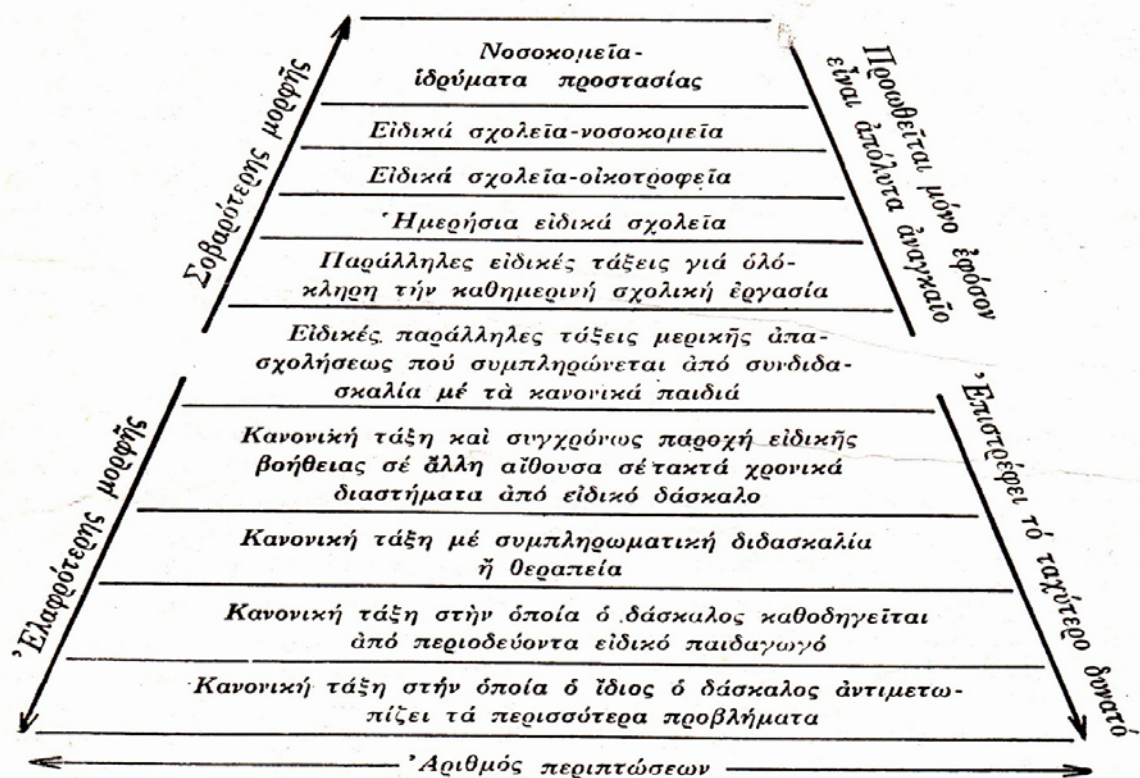 Νοσοκομεῖα-
ἱδρύματα προστασίας
Εἰδικά σχολεῖα-νοσοκομεῖα
Εἰδικά σχολεῖα-οἰκοτροφεῖα
Ἡμερήσια εἰδικά σχολεῖα
Παράλληλες εἰδικές τάξεις γιά ὁλό-
κληρη τήν καθημερινή σχολική ἐργασία
Εἰδικές παράλληλες τάξεις μερικῆς ἀπα-
σχολήσεως πού συμπληρώνεται ἀπό συνδιδα-
σκαλία μέ τὰ κανονικά παιδιά
Κανονική τάξη καὶ συγχρόνως παροχή εἰδικῆς
βοήθειας σέ ἄλλη αἴθουσα σέ τακτά χρονικά
διαστήματα ἀπό εἰδικό δάσκαλο
Κανονική τάξη μέ συμπληρωματική διδασκαλία
ἤ θεραπεία
Κανονική τάξη στὴν ὁποία ὁ δάσκαλος καθοδηγεῖται
ἀπό περιοδεύοντα εἰδικό παιδαγωγό
Κανονική τάξη στήν ὁποία ὁ ἴδιος ὁ δάσκαλος ἀντιμετω-
πίζει τά περισσότερα προβλήματα
Ἀριθμός περιπτώσεων
Σοβαρότερης μορφῆς
Ἐλαφρότερης μορφῆς
Προωθεῖται μόνο ἐφόσον
εἶναι ἀπόλυτα ἀναγκαῖο
Ἐπιστρέφει τό ταχύτερο δυνατό